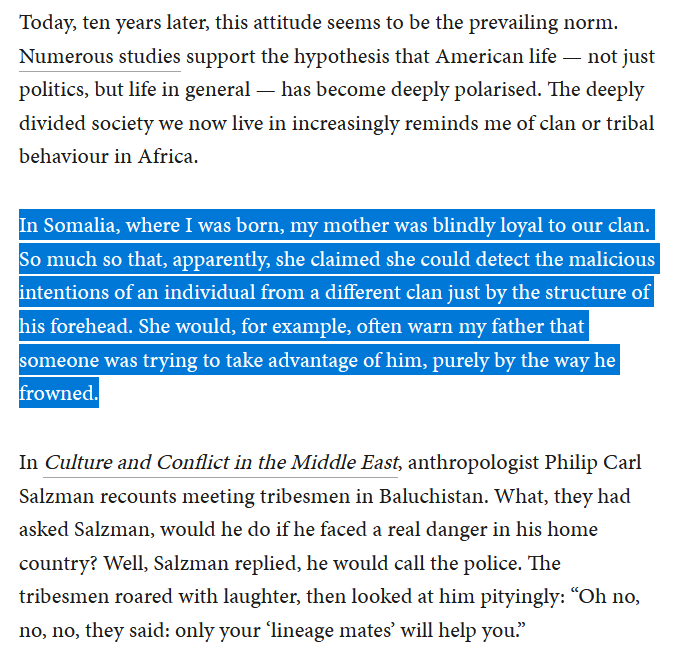 Today, ten years later, this attitude seems to be the prevailing norm.
Numerous studies support the hypothesis that American life — not just
politics, but life in general — has become deeply polarised. The deeply
divided society we now live in increasingly reminds me of clan or tribal
behaviour in Africa.
In Somalia, where I was born, my mother was blindly loyal to our clan.
So much so that, apparently, she claimed she could detect the malicious
intentions of an individual from a different clan just by the structure of
his forehead. She would, for example, often warn my father that
someone was trying to take advantage of him, purely by the way he
frowned.
In Culture and Conflict in the Middle East, anthropologist Philip Carl
Salzman recounts meeting tribesmen in Baluchistan. What, they had
asked Salzman, would he do if he faced a real danger in his home
country? Well, Salzman replied, he would call the police. The
tribesmen roared with laughter, then looked at him pityingly: “Oh no,
no, no, they said: only your ‘lineage mates’ will help you.”